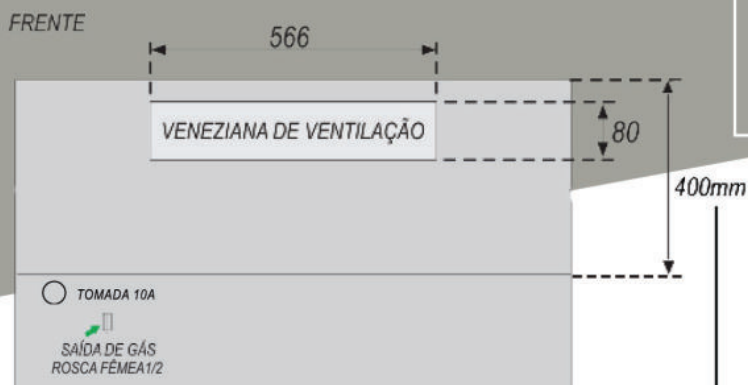 FRENTE
566
VENEZIANA DE VENTILAÇÃO
80
400mm
TOMADA 10A
SAÍDA DE GÁS
ROSCA FÊMEA1/2